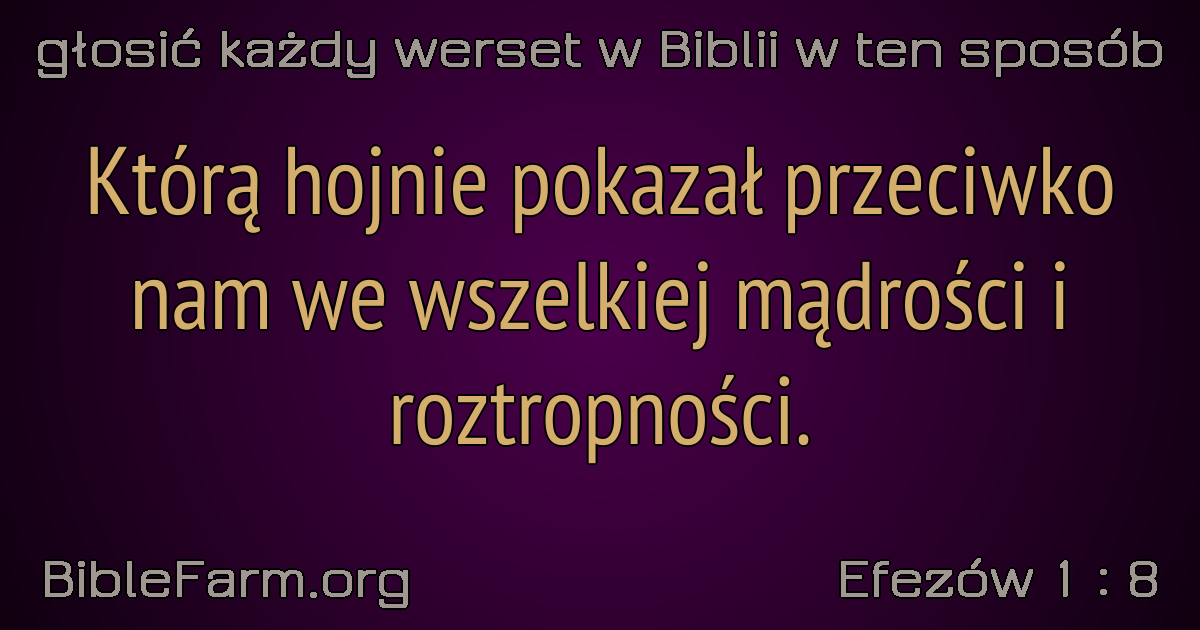 głosić każdy werset w Biblii w ten sposób
Którą hojnie pokazał przeciwko
nam we wszelkiej mądrości i
roztropności.
BibleFarm.org
Efezów 1 : 8